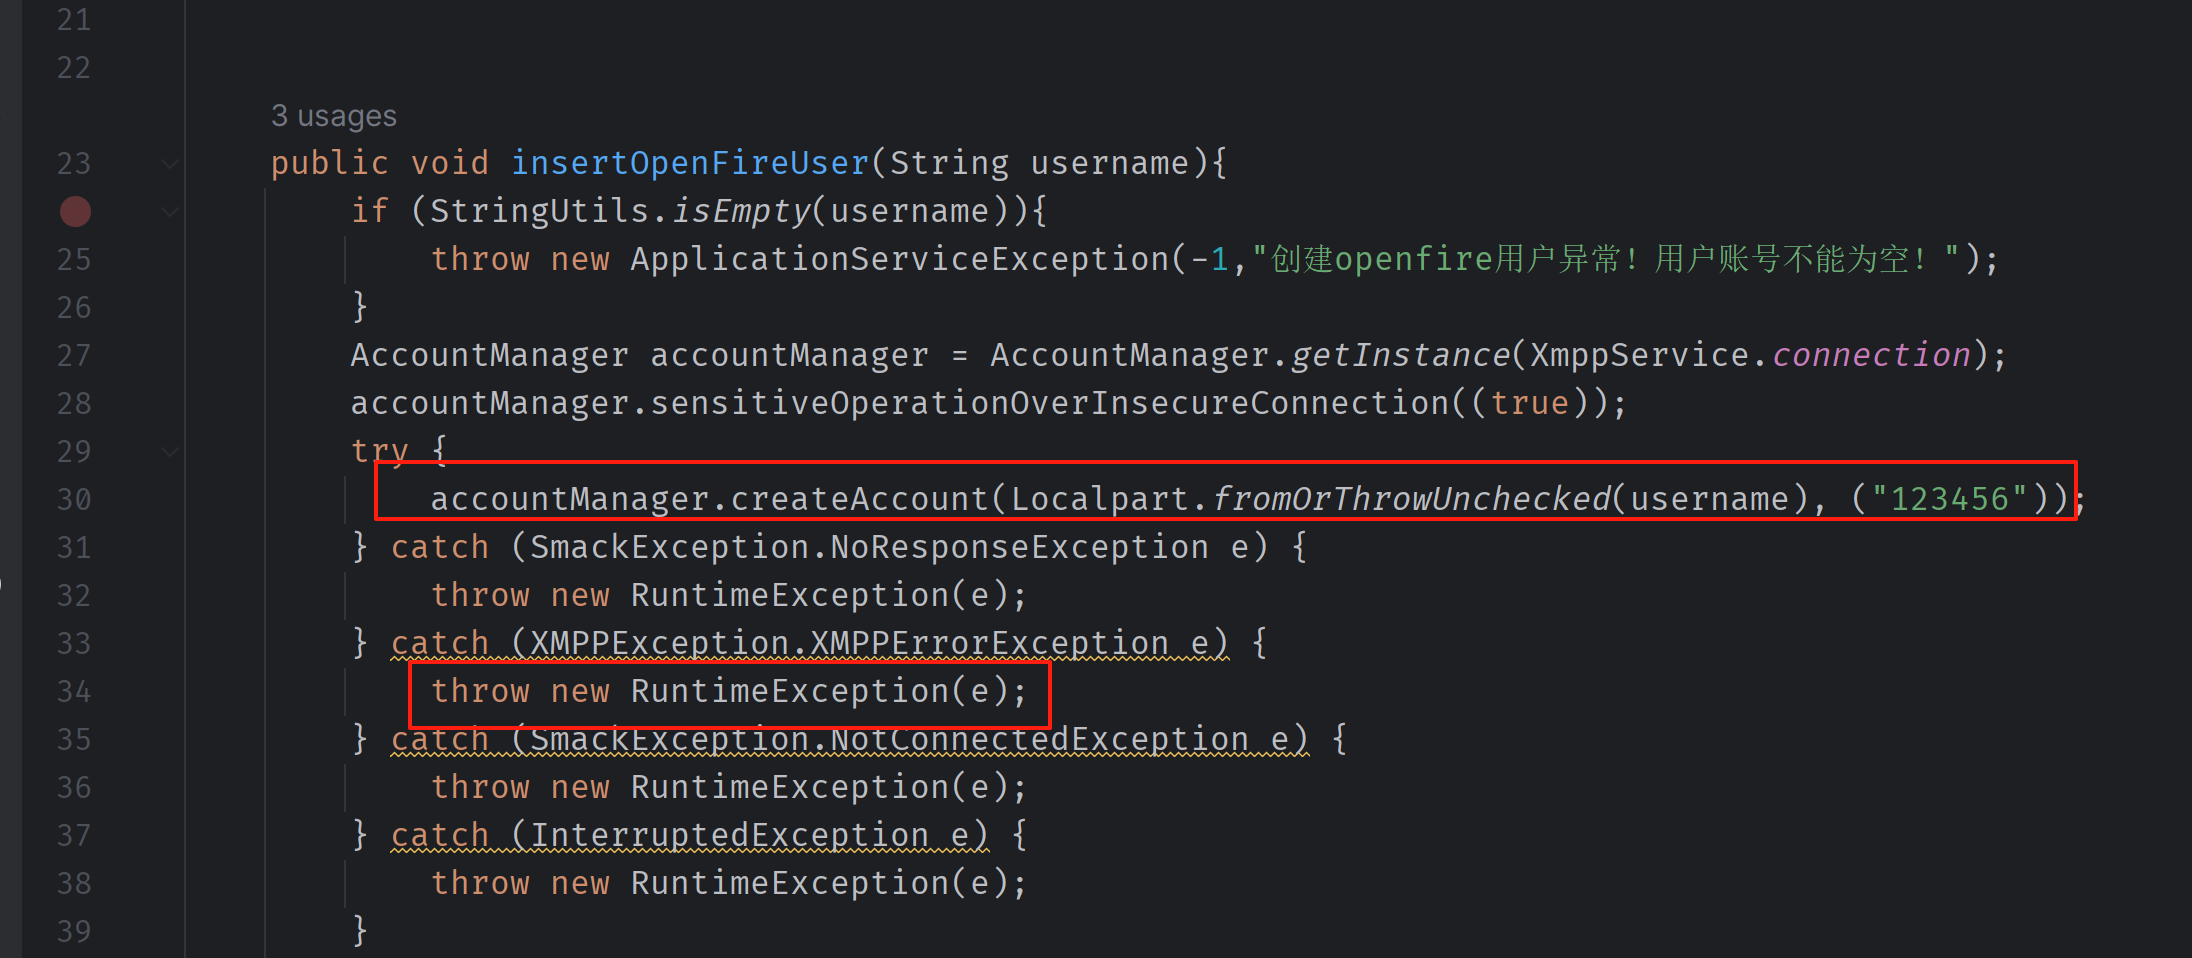 21
22
3 usages
23 public void insertOpenFireUser(String username){
if (StringUtils.isEmpty(username)){
25 throw new ApplicationServiceException(-1,"创建openfire用户异常！用户账号不能为空！");
26 }
27 AccountManager accountManager = AccountManager.getInstance(XmppService.connection);
28 accountManager.sensitiveOperationOverInsecureConnection((true));
29 try {
30 accountManager.createAccount(Localpart.fromOrThrowUnchecked(username), ("123456"));
31 } catch (SmackException.NoResponseException e) {
32 throw new RuntimeException(e);
33 } catch (XMPPException.XMPPErrorException e) {
34 throw new RuntimeException(e);
35 } catch (SmackException.NotConnectedException e) {
36 throw new RuntimeException(e);
37 } catch (InterruptedException e) {
38 throw new RuntimeException(e);
39 }